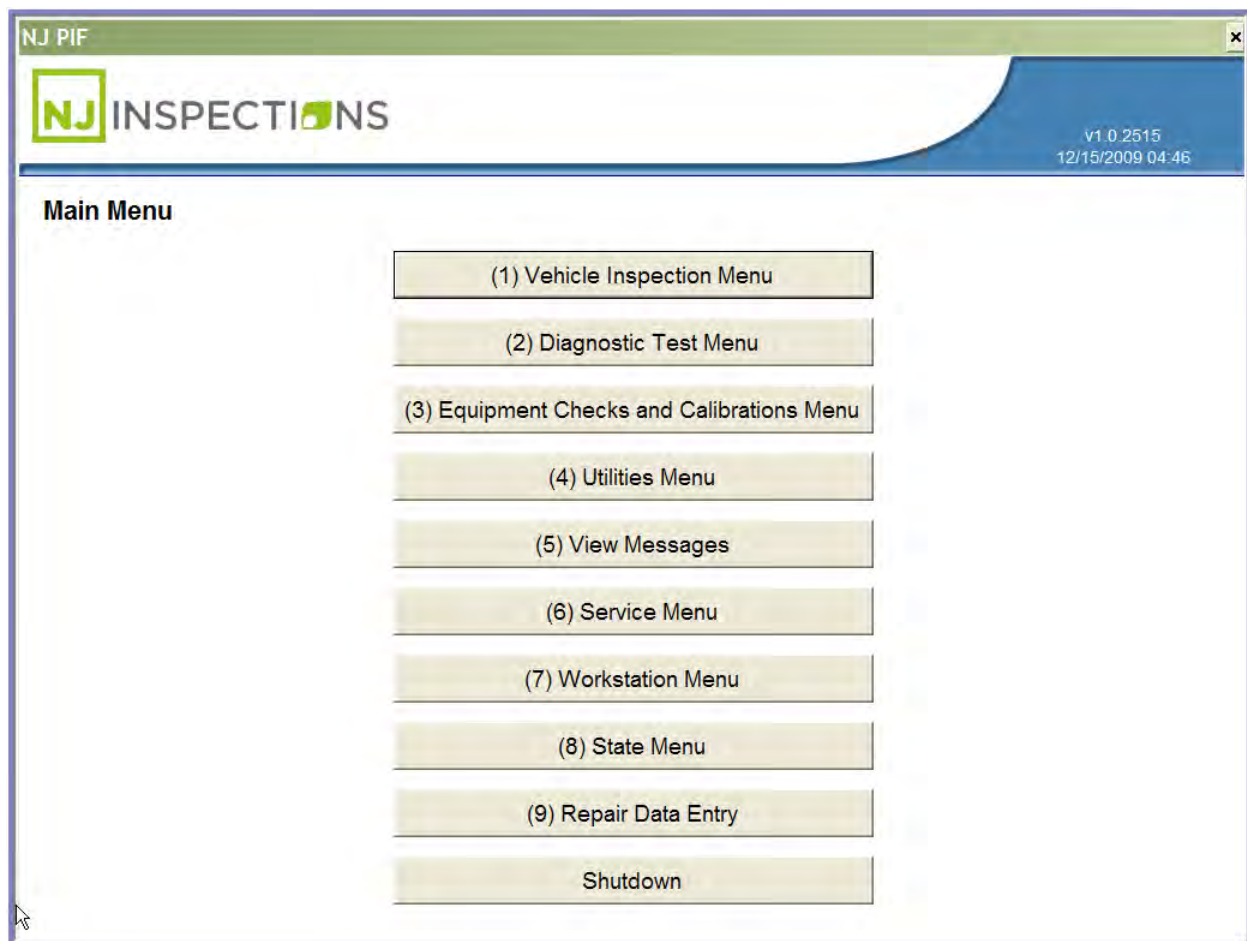 NJ PIF
NJ INSPECTIONS
v1.0.2515
12/15/2009 04:46
Main Menu
(1) Vehicle Inspection Menu
(2) Diagnostic Test Menu
(3) Equipment Checks and Calibrations Menu
(4) Utilities Menu
(5) View Messages
(6) Service Menu
(7) Workstation Menu
(8) State Menu
(9) Repair Data Entry
Shutdown